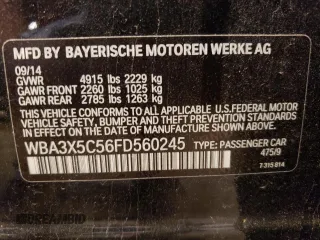 MFD BY BAYERISCHE MOTOREN WERKE AG
09/14
GVWR 4915 lbs 2229 kg
GAWR FRONT 2260 lbs 1025 kg
GAWR REAR 2785 lbs 1263 kg
THIS VEHICLE CONFORMS TO ALL APPLICABLE U.S. FEDERAL MOTOR
VEHICLE SAFETY, BUMPER, AND THEFT PREVENTION STANDARDS
IN EFFECT ON THE DATE OF MANUFACTURE SHOWN ABOVE.
WBA3X5C56FD560245 TYPE: PASSENGER CAR
475/9
7 315 814
DREAMBID